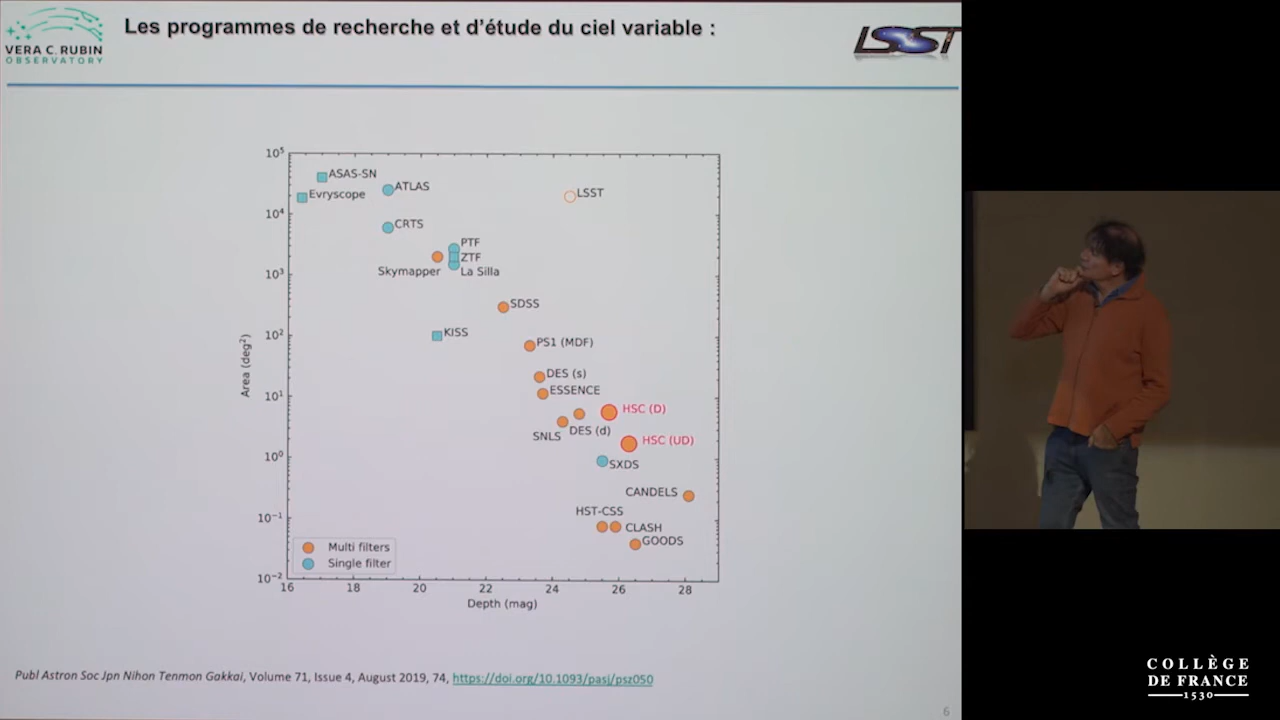 VERA C. RUBIN
OBSERVATORY
Les programmes de recherche et d'étude du ciel variable :
LSST
10⁵
ASAS-SN
Evryscope
ATLAS
LSST
10⁴
CRTS
PTF
ZTF
Skymapper
La Silla
10³
SDSS
10²
KISS
PS1 (MDF)
DES (s)
ESSENCE
10¹
HSC (D)
SNLS
DES (d)
HSC (UD)
10⁰
SXDS
CANDELS
HST-CSS
10⁻¹
CLASH
GOODS
Multi filters
Single filter
10⁻²
Area (deg²)
16 18 20 22 24 26 28
Depth (mag)
Publ Astron Soc Jpn Nihon Tenmon Gakkai, Volume 71, Issue 4, August 2019, 74, https://doi.org/10.1093/pasj/psz050
6
COLLÈGE
DE FRANCE
1530